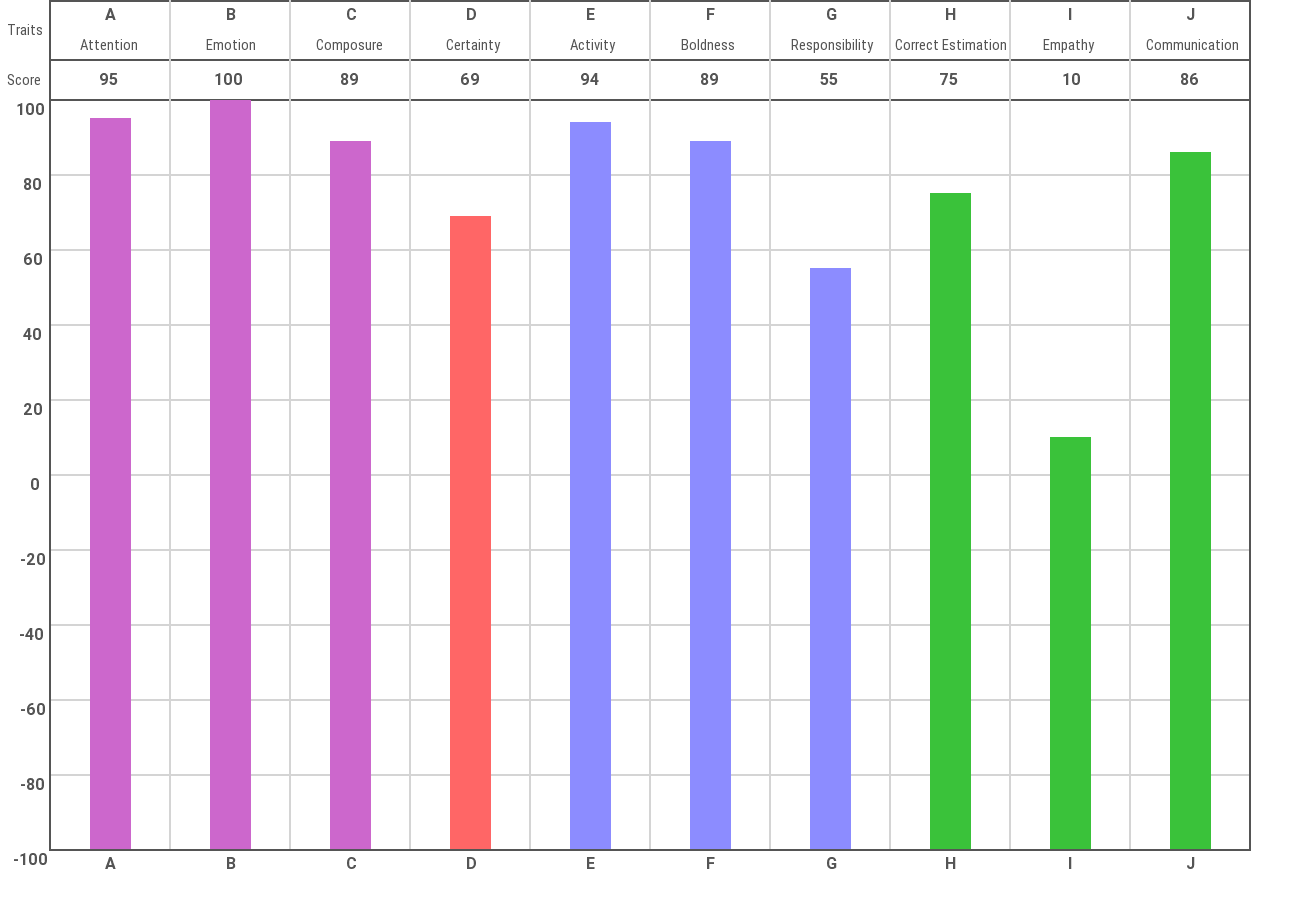 Traits A B C D E F G H I J
Attention Emotion Composure Certainty Activity Boldness Responsibility Correct Estimation Empathy Communication
Score 95 100 89 69 94 89 55 75 10 86
100
80
60
40
20
0
-20
-40
-60
-80
-100
A B C D E F G H I J